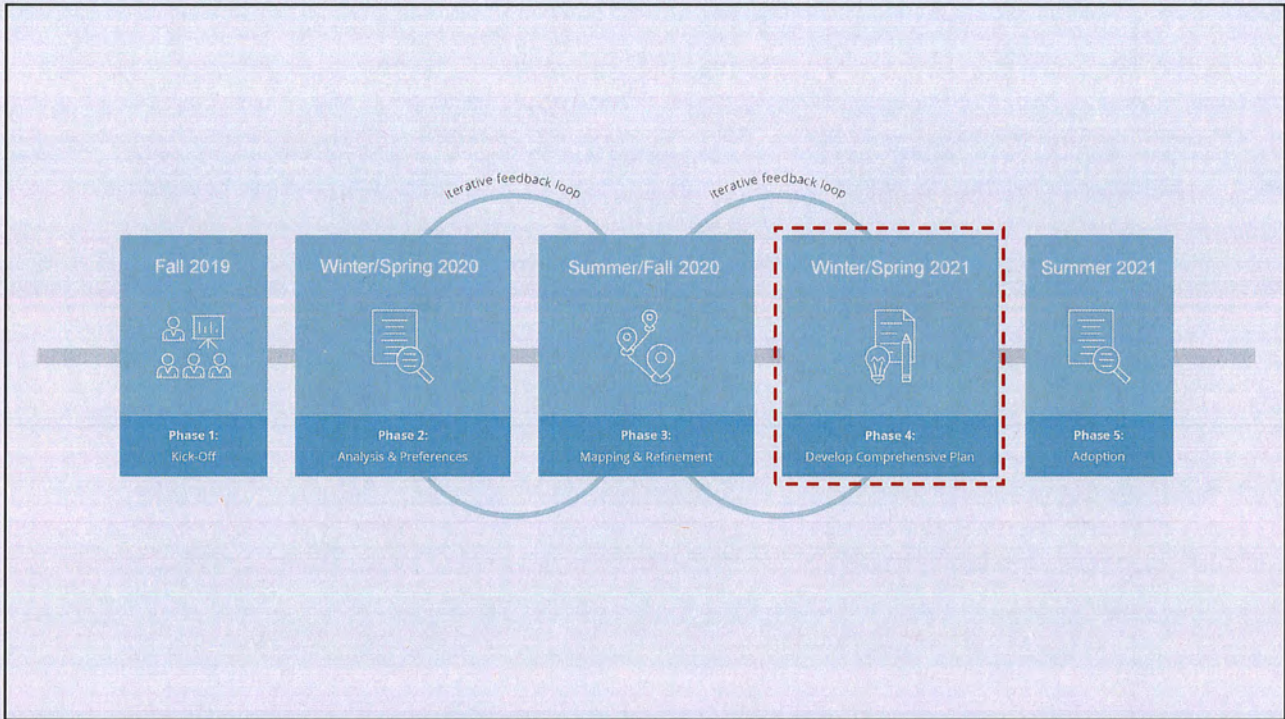 iterative feedback loop
iterative feedback loop
Fall 2019
Winter/Spring 2020
Summer/Fall 2020
Winter/Spring 2021
Summer 2021
Phase 1:
Kick-Off
Phase 2:
Analysis & Preferences
Phase 3:
Mapping & Refinement
Phase 4:
Develop Comprehensive Plan
Phase 5:
Adoption